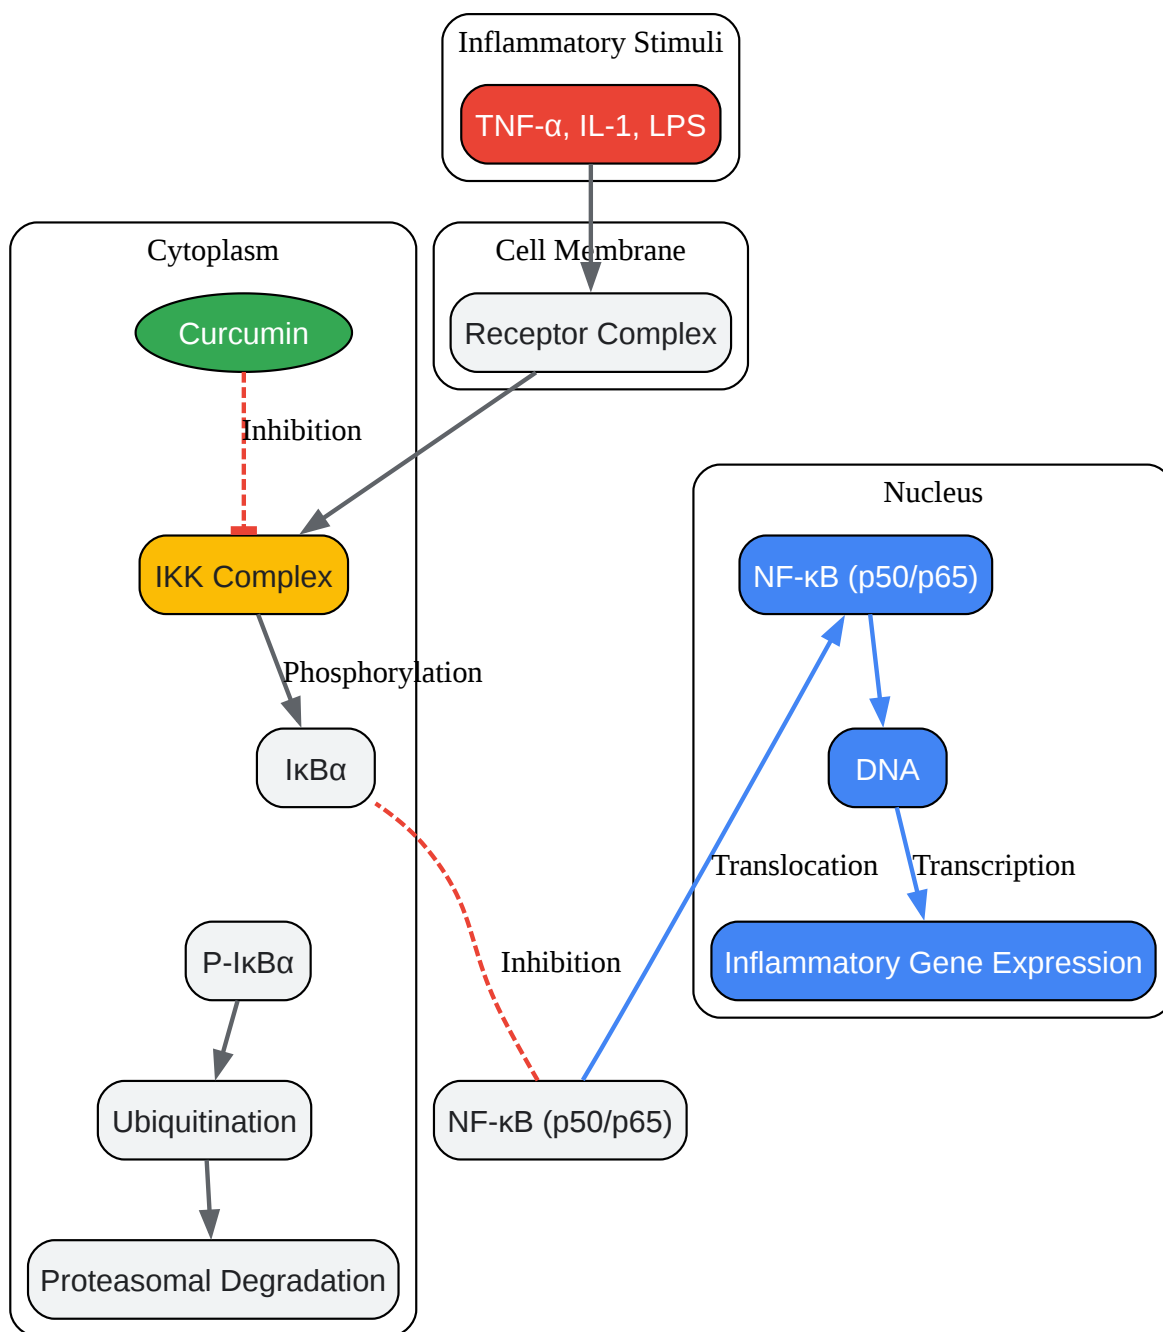 Inflammatory Stimuli
TNF-α, IL-1, LPS
Cytoplasm
Cell Membrane
Curcumin
Receptor Complex
Inhibition
Nucleus
IKK Complex
NF-κB (p50/p65)
Phosphorylation
IκBα
DNA
Translocation
Transcription
P-IκBα
Inhibition
Inflammatory Gene Expression
Ubiquitination
NF-κB (p50/p65)
Proteasomal Degradation